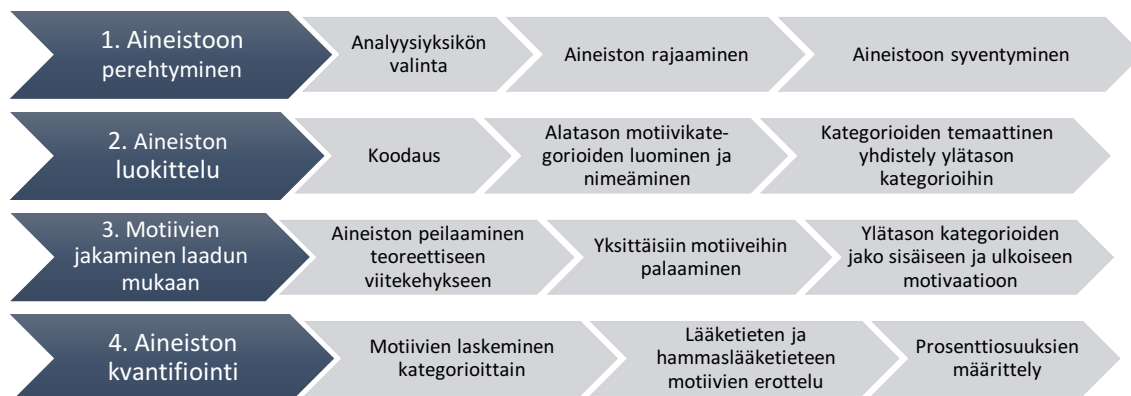 1. Aineistoon
perehtyminen
Analyysiyksikön
valinta
Aineiston rajaaminen
Aineistoon syventyminen
2. Aineiston
luokittelu
Koodaus
Alatason motiivikate-
gorioiden luominen ja
nimeäminen
Kategorioiden temaattinen
yhdistely ylätason
kategorioihin
3. Motiivien
jakaminen laadun
mukaan
Aineiston peilaaminen
teoreettiseen
viitekehykseen
Yksittäisiin motiiveihin
palaaminen
Ylätason kategorioiden
jako sisäiseen ja ulkoiseen
motivaatioon
4. Aineiston
kvantifiointi
Motiivien laskeminen
kategorioittain
Lääketieten ja
hammaslääketieteen
motiivien erottelu
Prosenttiosuuksien
määrittely